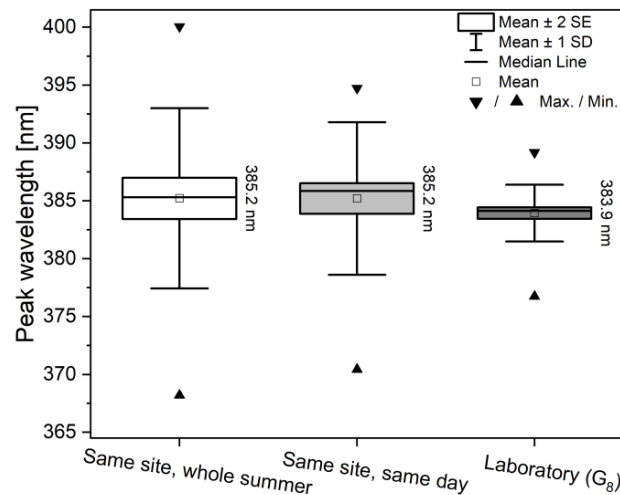 400
395
390
385
380
375
370
365
Peak wavelength [nm]
Mean ± 2 SE
Mean ± 1 SD
Median Line
Mean
/ Max. / Min.
385.2 nm
385.2 nm
383.9 nm
Same site, whole summer
Same site, same day
Laboratory (G₈)